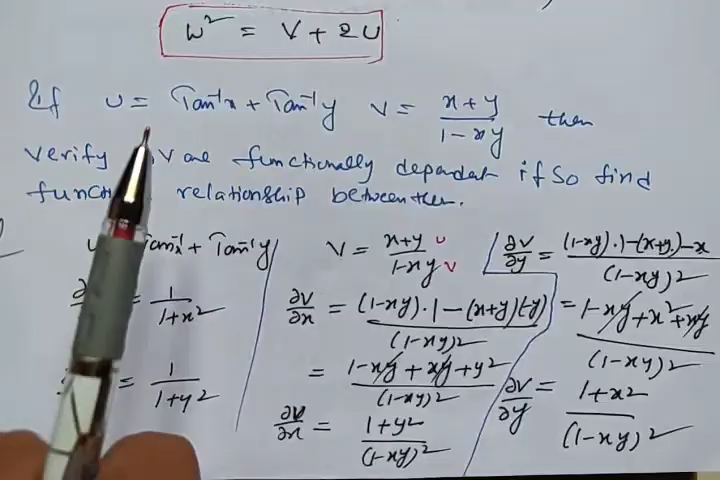 w² = v + 2u
If u = Tan⁻¹x + Tan⁻¹y v = x+y / 1-xy then
verify v are functionally dependent if so find
relationship between then.
Tan⁻¹x + Tan⁻¹y
= 1 / 1+x²
= 1 / 1+y²
v = x+y / 1-xy u v
∂v/∂x = (1-xy).1 - (x+y)(-y) / (1-xy)²
= 1-xy + xy + y² / (1-xy)²
∂v/∂x = 1+y² / (1-xy)²
∂v/∂y = (1-xy).1 - (x+y).-x / (1-xy)²
= 1-xy + x² + xy / (1-xy)²
∂v/∂y = 1+x² / (1-xy)²